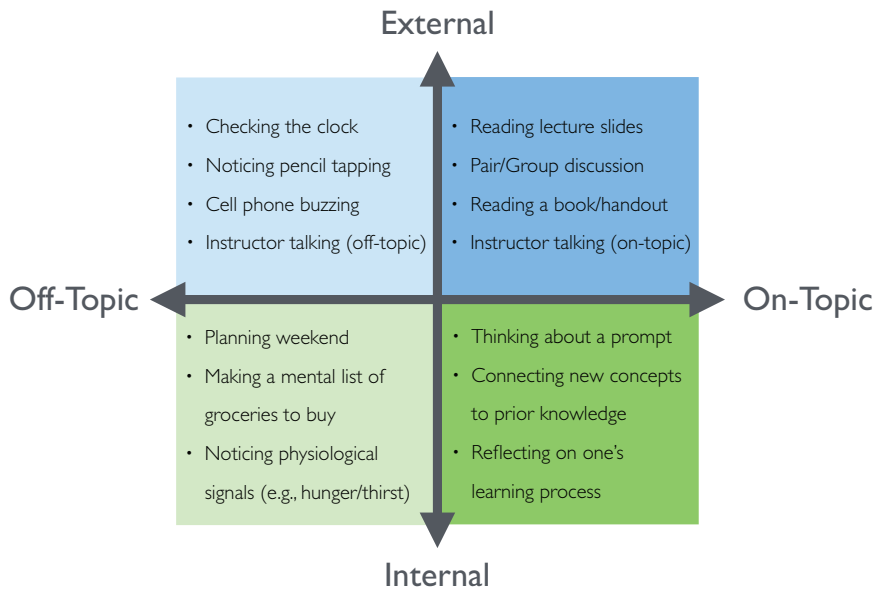 External
• Checking the clock
• Noticing pencil tapping
• Cell phone buzzing
• Instructor talking (off-topic)
• Reading lecture slides
• Pair/Group discussion
• Reading a book/handout
• Instructor talking (on-topic)
Off-Topic
On-Topic
• Planning weekend
• Making a mental list of
groceries to buy
• Noticing physiological
signals (e.g., hunger/thirst)
• Thinking about a prompt
• Connecting new concepts
to prior knowledge
• Reflecting on one’s
learning process
Internal